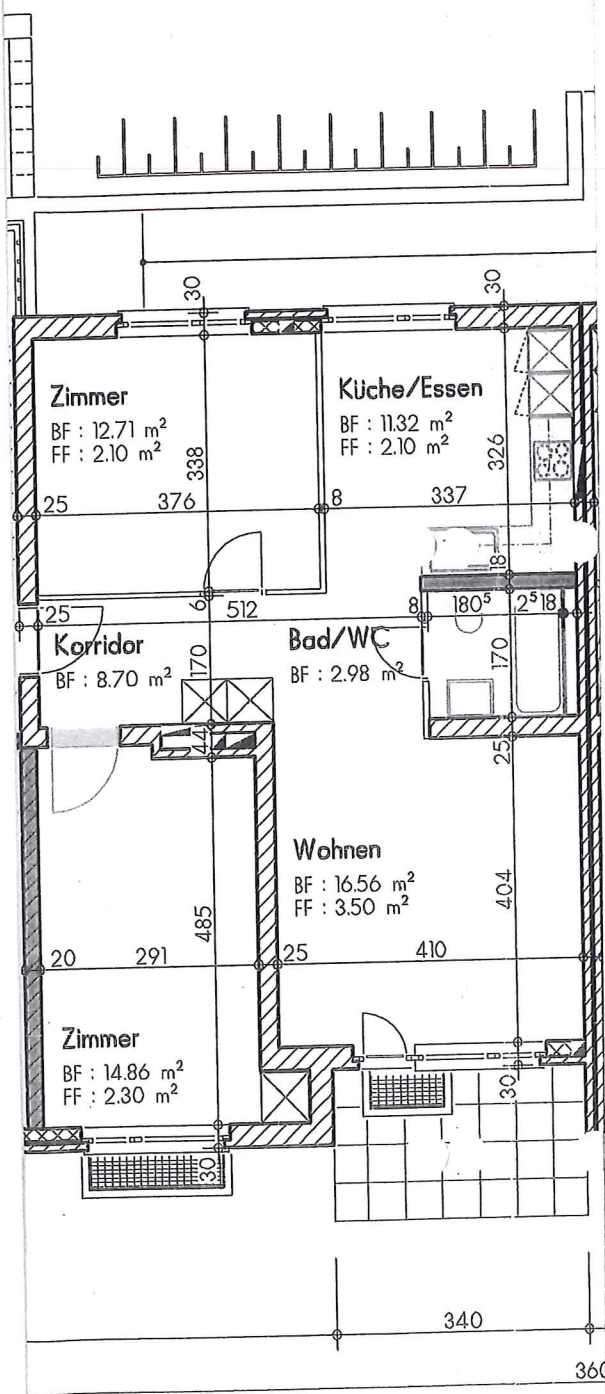 30
30
Zimmer
BF : 12.71 m²
FF : 2.10 m²
Küche/Essen
BF : 11.32 m²
FF : 2.10 m²
338
326
25
376
8
337
18
6
25
512
8
180⁵
2⁵
18
Korridor
BF : 8.70 m²
170
Bad/WC
BF : 2.98 m²
170
44
25
Wohnen
BF : 16.56 m²
FF : 3.50 m²
485
404
20
291
25
410
Zimmer
BF : 14.86 m²
FF : 2.30 m²
30
30
340
360